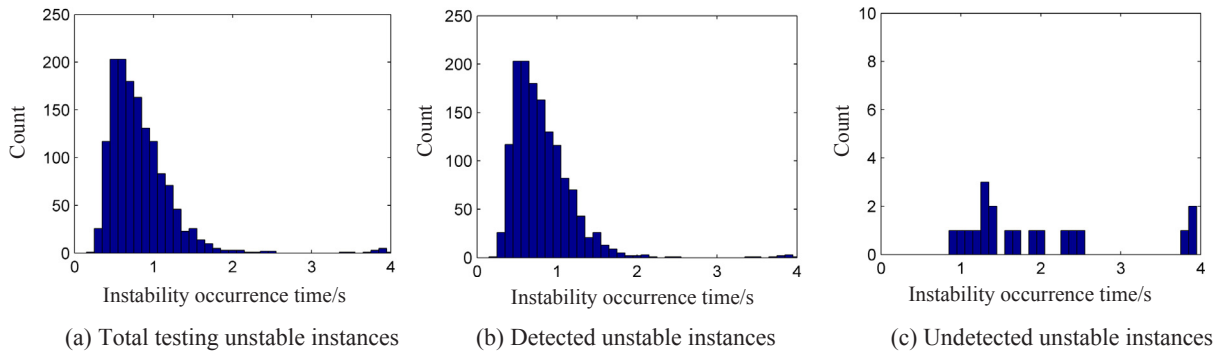 250
200
150
100
50
0
Count
0 1 2 3 4
Instability occurrence time/s
(a) Total testing unstable instances
250
200
150
100
50
0
Count
0 1 2 3 4
Instability occurrence time/s
(b) Detected unstable instances
10
8
6
4
2
0
Count
0 1 2 3 4
Instability occurrence time/s
(c) Undetected unstable instances